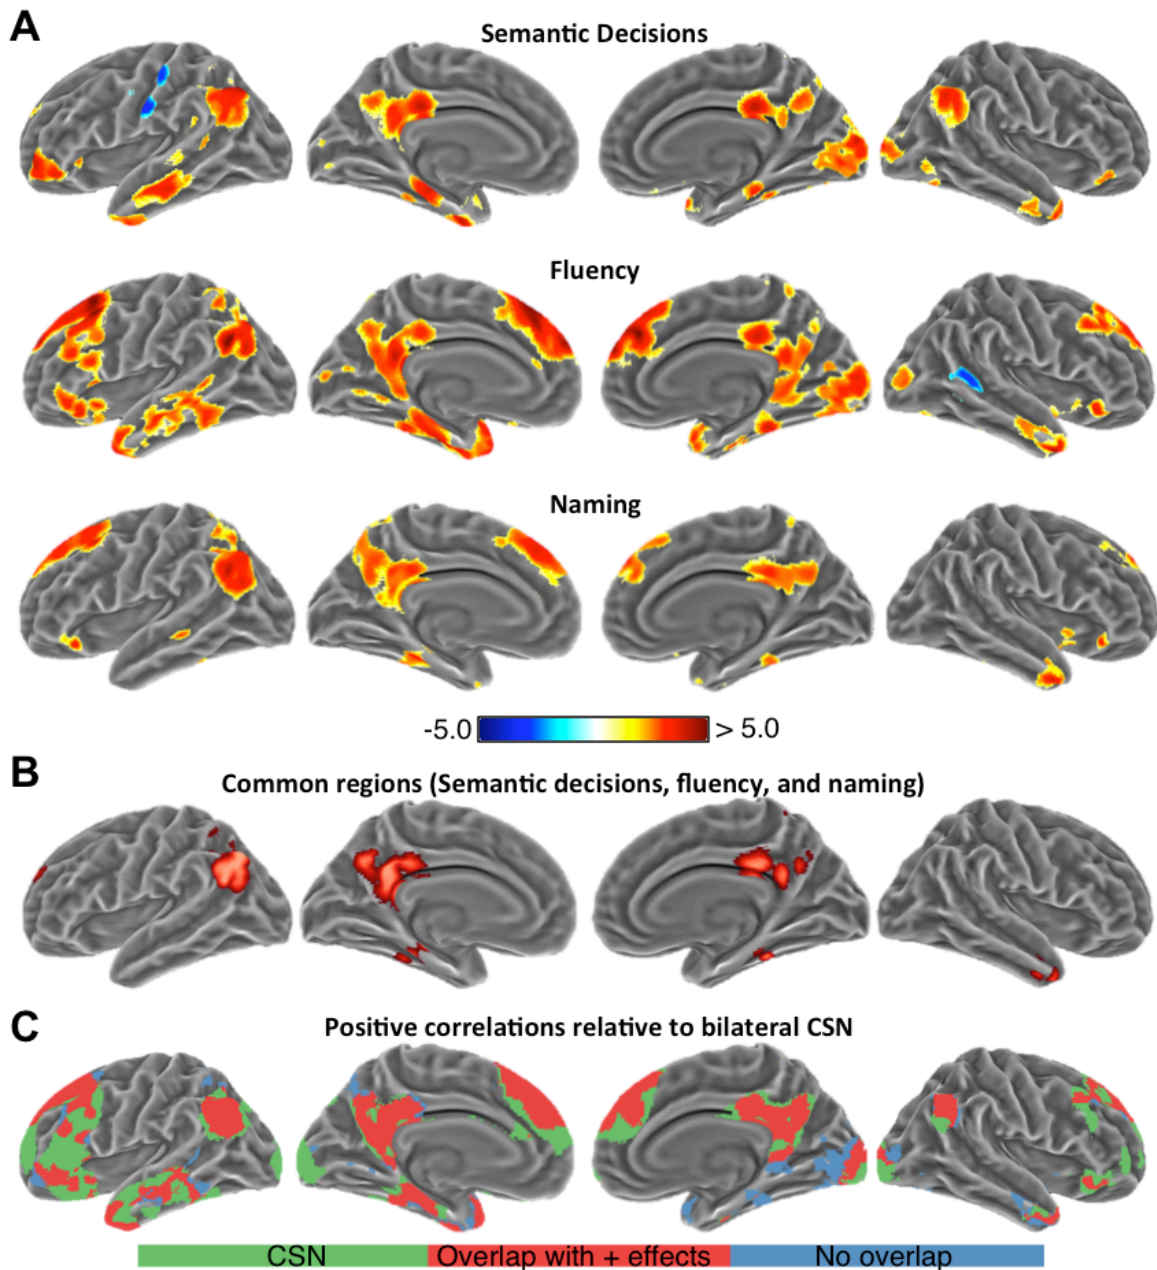 A
Semantic Decisions
Fluency
Naming
-5.0 > 5.0
B
Common regions (Semantic decisions, fluency, and naming)
C
Positive correlations relative to bilateral CSN
CSN Overlap with + effects No overlap